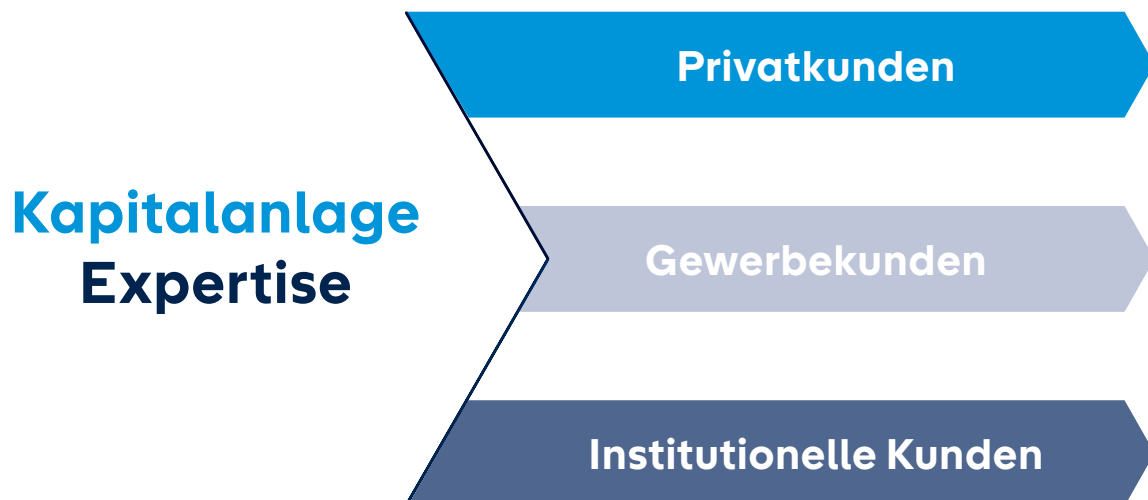 Kapitalanlage
Expertise
Privatkunden
Gewerbekunden
Institutionelle Kunden